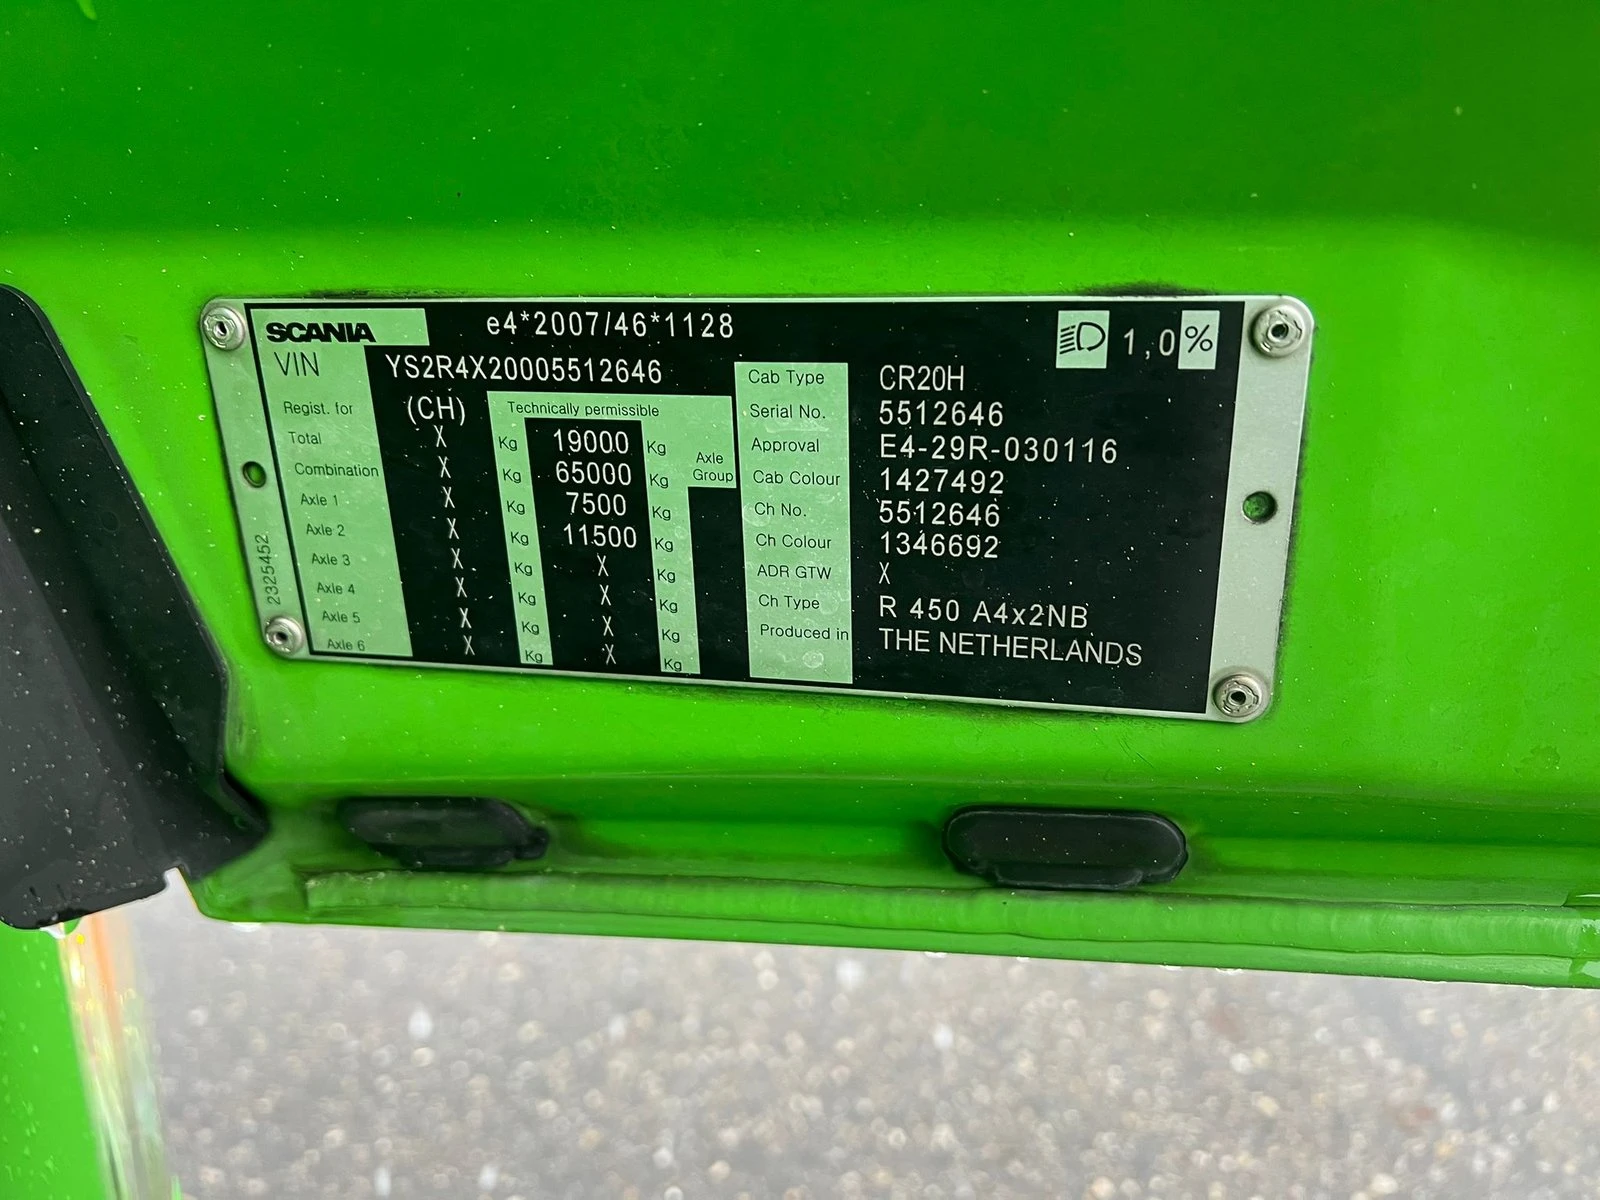 SCANIA e4*2007/46*1128 1,0 %
VIN YS2R4X20005512646
Regist. for (CH) Technically permissible
Total X Kg 19000 Kg
Combination X Kg 65000 Kg
Axle 1 X Kg 7500 Kg
Axle 2 X Kg 11500 Kg
Axle 3 X Kg X Kg
Axle 4 X Kg X Kg
Axle 5 X Kg X Kg
Axle 6 X Kg X Kg
Axle
Group
Cab Type CR20H
Serial No. 5512646
Approval E4-29R-030116
Cab Colour 1427492
Ch No. 5512646
Ch Colour 1346692
ADR GTW X
Ch Type R 450 A4x2NB
Produced in THE NETHERLANDS
2325452